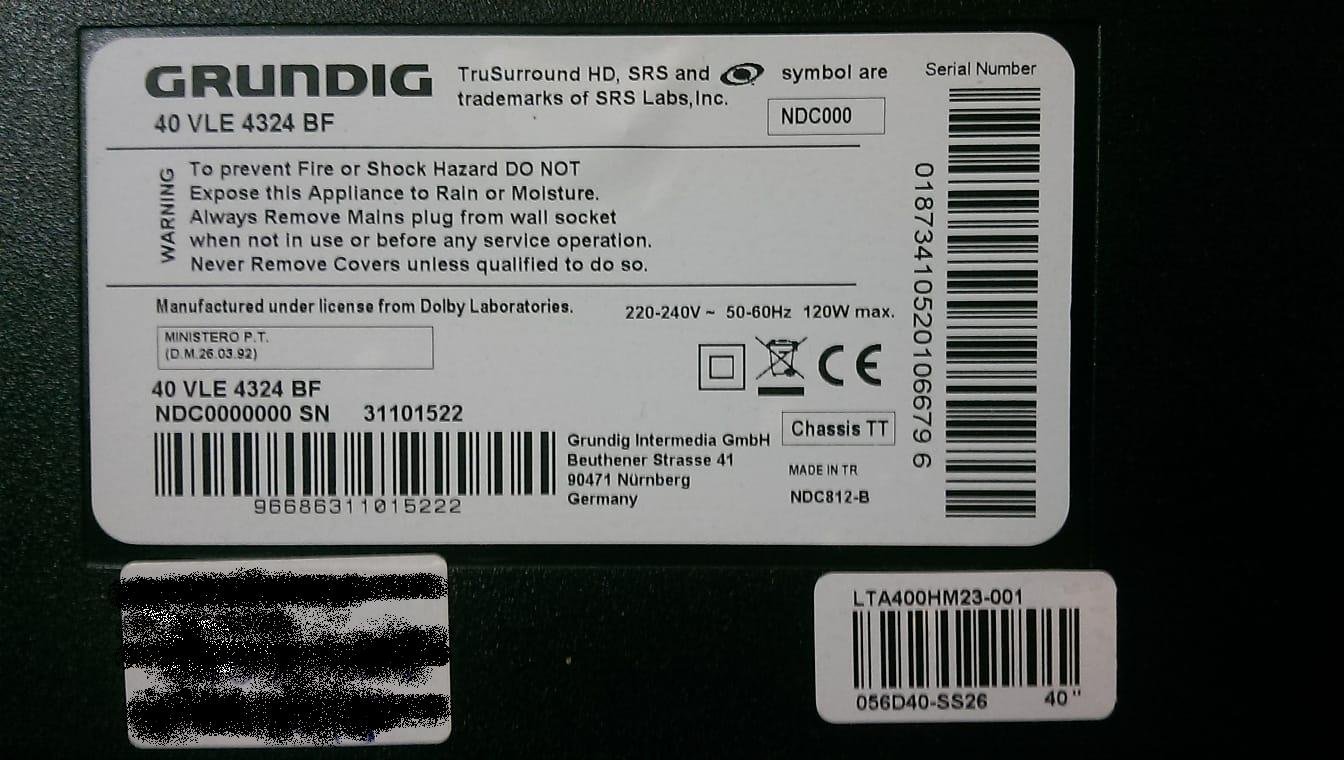 GRUNDIG
40 VLE 4324 BF
TruSurround HD, SRS and symbol are
trademarks of SRS Labs,Inc.
NDC000
Serial Number
018734105201066796
WARNING
To prevent Fire or Shock Hazard DO NOT
Expose this Appliance to Rain or Moisture.
Always Remove Mains plug from wall socket
when not in use or before any service operation.
Never Remove Covers unless qualified to do so.
Manufactured under license from Dolby Laboratories.
220-240V ~ 50-60Hz 120W max.
MINISTERO P.T.
(D.M.26.03.92)
CE
40 VLE 4324 BF
NDC0000000 SN 31101522
96686311015222
Grundig Intermedia GmbH
Beuthener Strasse 41
90471 Nürnberg
Germany
Chassis TT
MADE IN TR
NDC812-B
LTA400HM23-001
056D40-SS26 40"